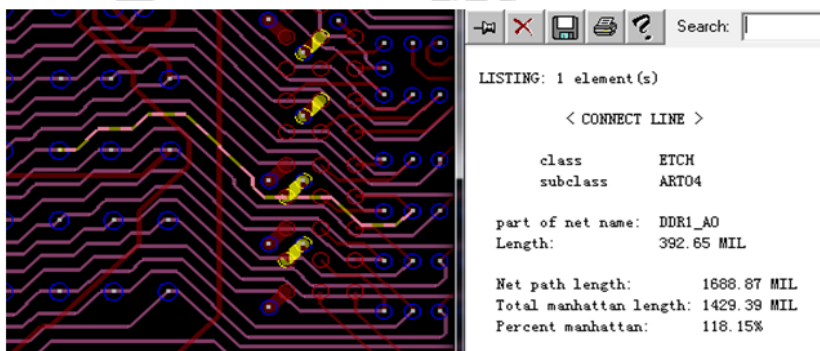 Search:
LISTING: 1 element(s)
< CONNECT LINE >
class ETCH
subclass ART04
part of net name: DDR1_A0
Length: 392.65 MIL
Net path length: 1688.87 MIL
Total manhattan length: 1429.39 MIL
Percent manhattan: 118.15%